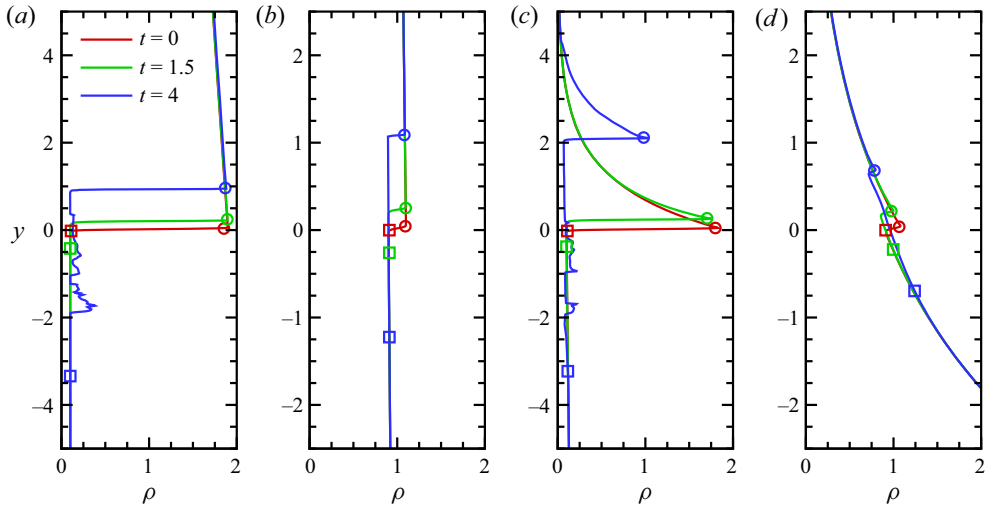 (a) (b) (c) (d)
t = 0
t = 1.5
t = 4
4 2 4 2
2 1 2 1
y 0 0 0 0
–2 –1 –2 –1
–4 –2 –4 –2
0 1 2 0 1 2 0 1 2 0 1 2
ρ ρ ρ ρ